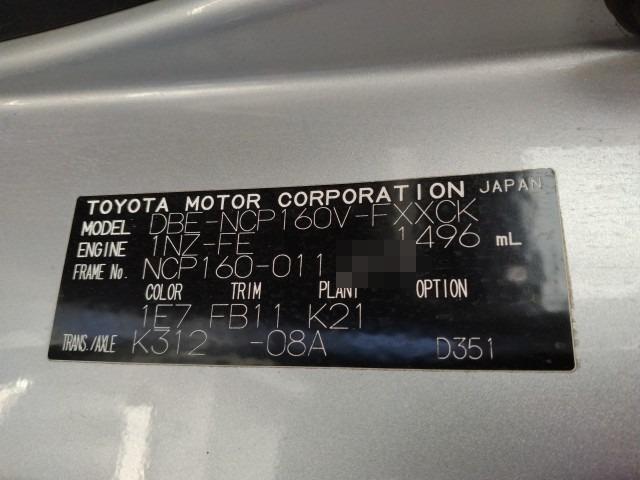 TOYOTA MOTOR CORPORATION JAPAN
MODEL DBE-NCP160V-FXXCK
ENGINE 1NZ-FE 1496 mL
FRAME No. NCP160-011
COLOR TRIM PLANT OPTION
1E7 FB11 K21
TRANS./AXLE K312 -08A D351